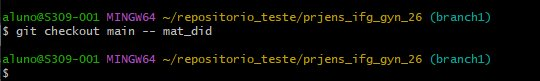 aluno@S309-001 MINGW64 ~/repositorio_teste/prjens_ifg_gyn_26 (branch1)
$ git checkout main -- mat_did

aluno@S309-001 MINGW64 ~/repositorio_teste/prjens_ifg_gyn_26 (branch1)
$